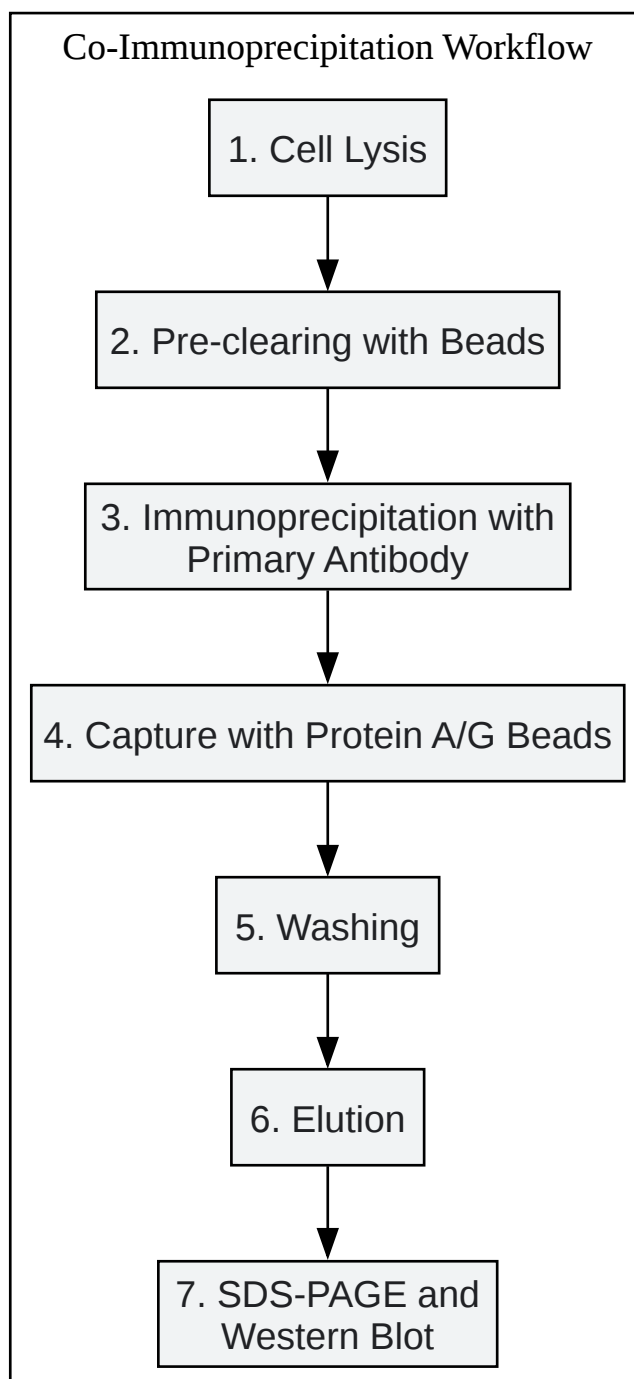 Co-Immunoprecipitation Workflow
1. Cell Lysis
2. Pre-clearing with Beads
3. Immunoprecipitation with
Primary Antibody
4. Capture with Protein A/G Beads
5. Washing
6. Elution
7. SDS-PAGE and
Western Blot